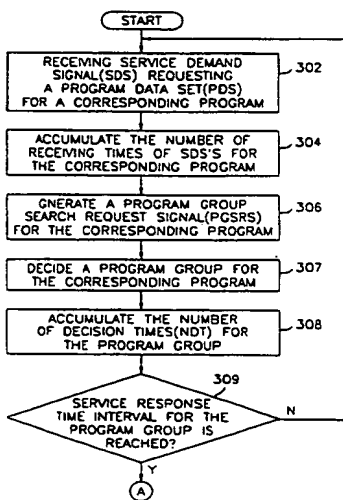 START
RECEIVING SERVICE DEMAND
SIGNAL(SDS) REQUESTING
A PROGRAM DATA SET(PDS)
FOR A CORRESPONDING PROGRAM
302
ACCUMULATE THE NUMBER OF
RECEIVING TIMES OF SDS'S FOR
THE CORRESPONDING PROGRAM
304
GNERATE A PROGRAM GROUP
SEARCH REQUEST SIGNAL(PGSRS)
FOR THE CORRESPONDING PROGRAM
306
DECIDE A PROGRAM GROUP FOR
THE CORRESPONDING PROGRAM
307
ACCUMULATE THE NUMBER
OF DECISION TIMES(NDT) FOR
THE PROGRAM GROUP
308
309
SERVICE RESPONSE
TIME INTERVAL FOR THE
PROGRAM GROUP IS
REACHED?
N
Y
A